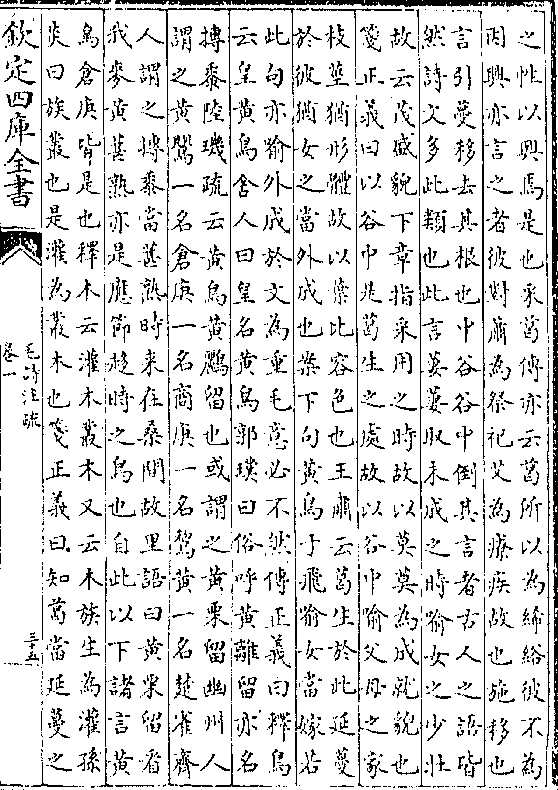 之性以興焉是也采葛傳亦云葛所以為絺綌彼不為
因興亦言之者彼對蕭為祭祀艾為療疾故也施移也
言引蔓移去其根也中谷谷中倒其言者古人之語皆
然詩文多此類也此言萋萋取未成之時喻女之少壯
故云茂盛貌下章指采用之時故以莫莫為成就貌也
箋正義曰以谷中是葛生之處故以谷中喻父母之家
枝莖猶形體故以葉比容色也王肅云葛生於此延蔓
於彼猶女之當外成也案下句黄鳥于飛喻女當嫁若
此句亦喻外成於文為重毛意必不然傳正義曰釋鳥
云皇黄鳥舍人曰皇名黄鳥郭璞曰俗呼黄離留亦名
摶黍陸璣疏云黄鳥黄鸝留也或謂之黄栗留幽州人
謂之黄鸎一名倉庚一名商庚一名鵹黄一名楚雀齊
人謂之摶黍當葚熟時来在桑間故里語曰黄栗留看
我麥黄葚熟亦是應節趍時之鳥也自此以下諸言黄
鳥倉庚皆是也釋木云灌木叢木又云木族生為灌孫
炎曰族叢也是灌為叢木也箋正義曰知葛當延蔓之
欽定四庫全書
毛詩注疏
卷一
三十五